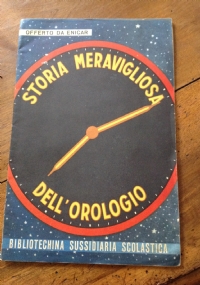 OFFERTO DA ENICAR
STORIA MERAVIGLIOSA
DELL'OROLOGIO
BIBLIOTECHINA SUSSIDIARIA SCOLASTICA